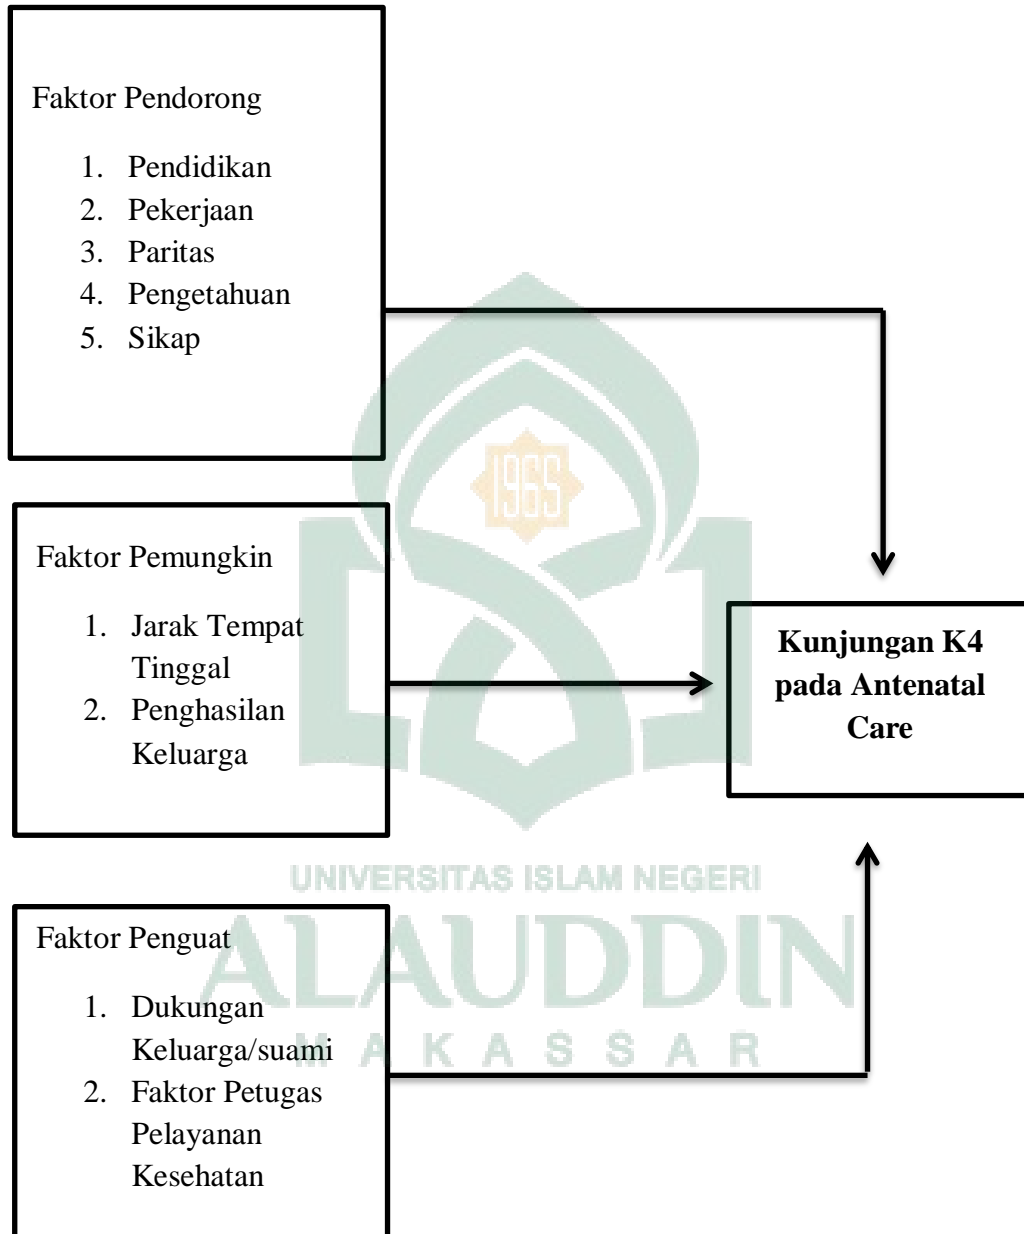 Faktor Pendorong
1. Pendidikan
2. Pekerjaan
3. Paritas
4. Pengetahuan
5. Sikap
1965
Faktor Pemungkin
1. Jarak Tempat
Tinggal
2. Penghasilan
Keluarga
Kunjungan K4
pada Antenatal
Care
UNIVERSITAS ISLAM NEGERI
ALAUDDIN
MAKASSAR
Faktor Penguat
1. Dukungan
Keluarga/suami
2. Faktor Petugas
Pelayanan
Kesehatan